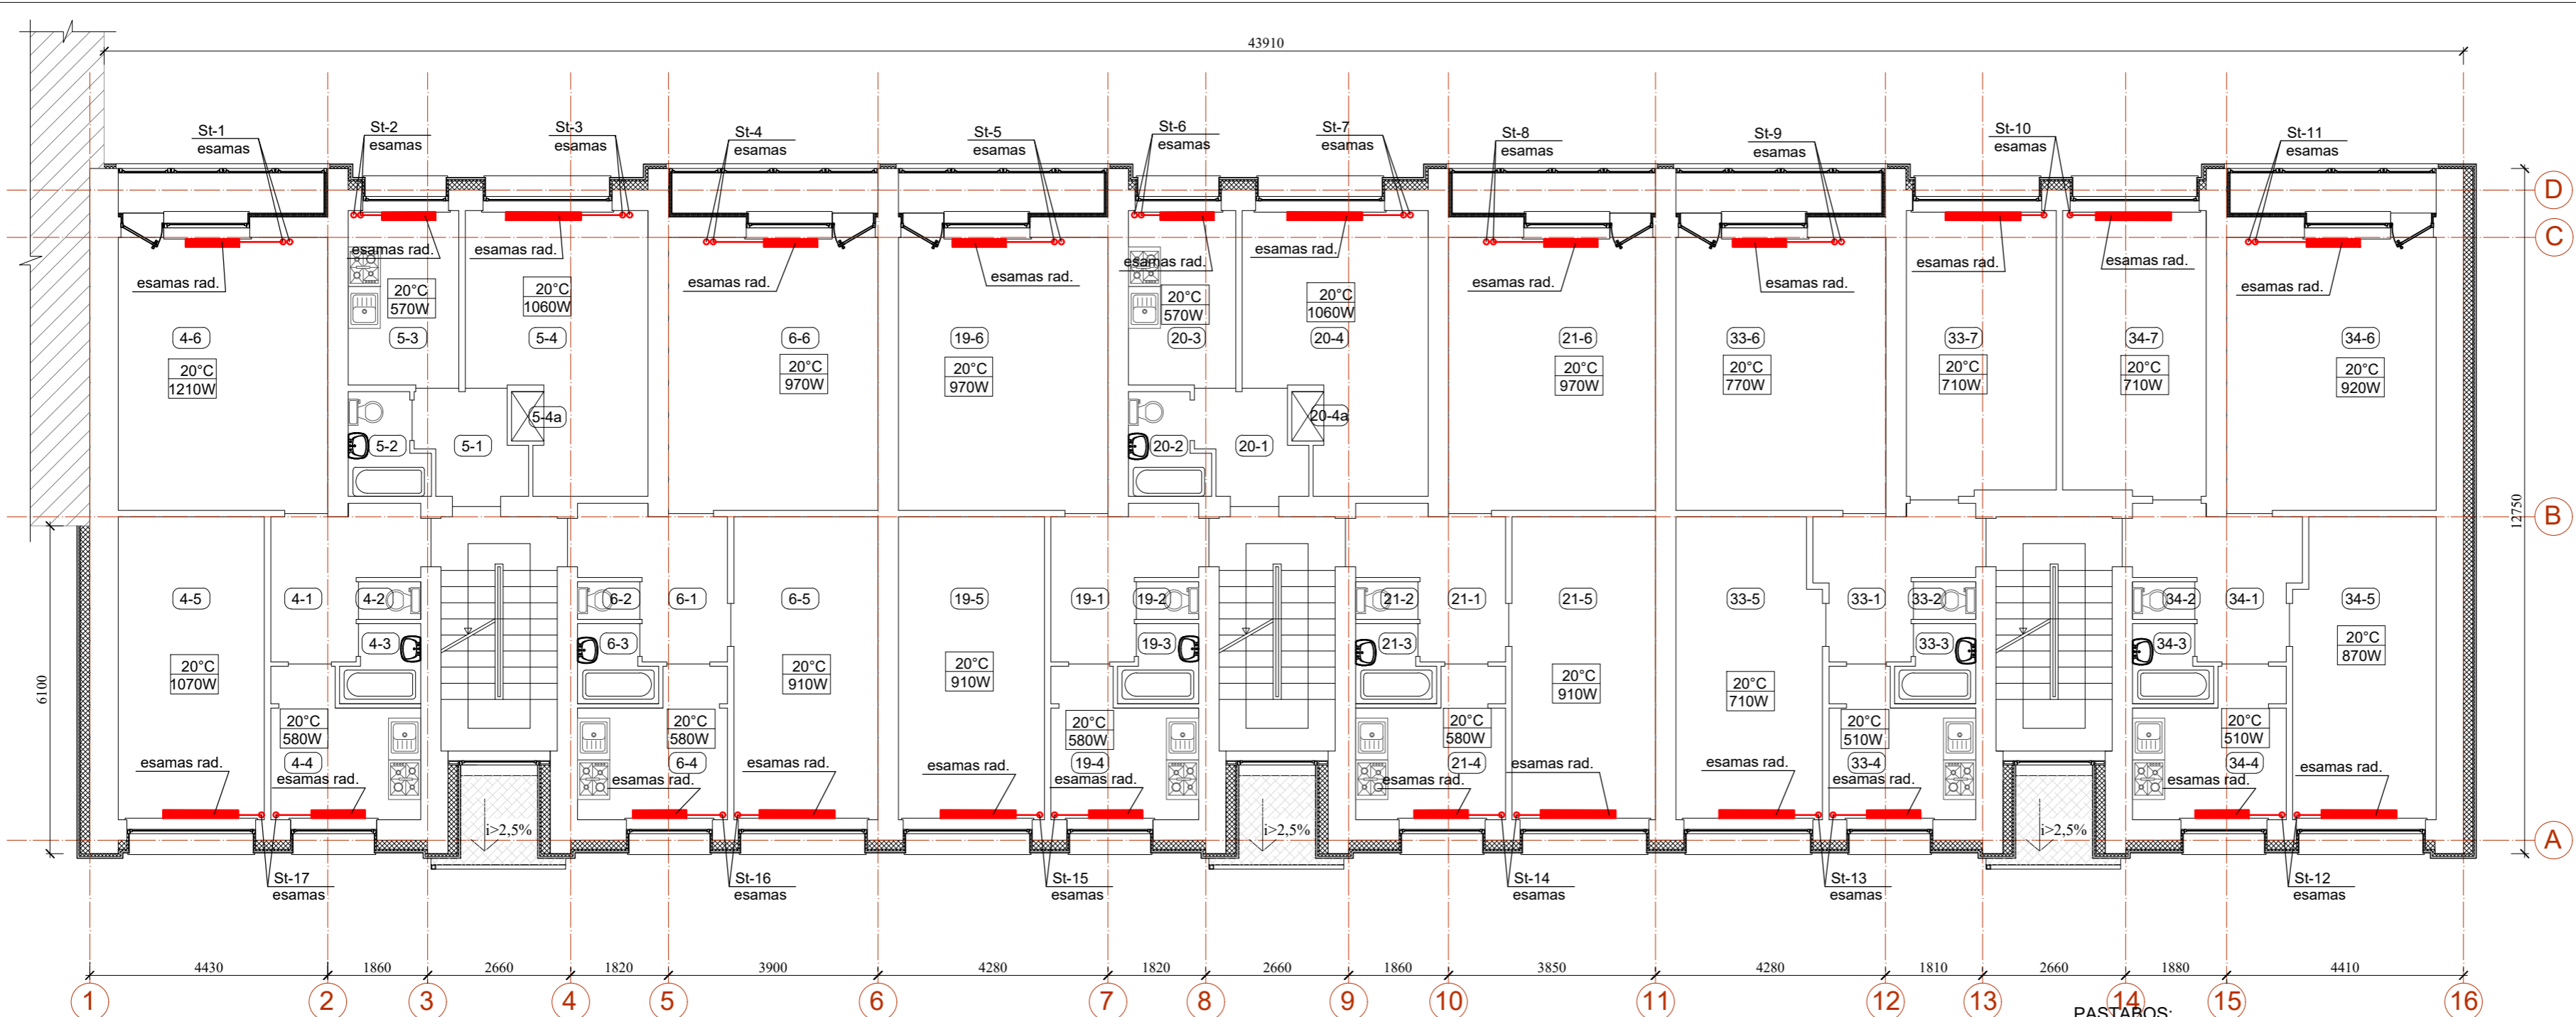 43910
St-1
esamas
St-2
esamas
St-3
esamas
St-4
esamas
St-5
esamas
St-6
esamas
St-7
esamas
St-8
esamas
St-9
esamas
St-10
esamas
St-11
esamas
D
C
esamas rad.
esamas rad.
esamas rad.
esamas rad.
esamas rad.
esamas rad.
esamas rad.
esamas rad.
esamas rad.
esamas rad.
esamas rad.
esamas rad.
20°C
570W
20°C
1060W
20°C
570W
20°C
1060W
4-6
5-3
5-4
6-6
19-6
20-3
20-4
21-6
33-6
33-7
34-7
34-6
20°C
1210W
20°C
970W
20°C
970W
20°C
970W
20°C
770W
20°C
710W
20°C
710W
20°C
920W
5-4a
20-4a
5-2
5-1
20-2
20-1
B
12750
4-5
4-1
4-2
6-2
6-1
6-5
19-5
19-1
19-2
21-2
21-1
21-5
33-5
33-1
33-2
34-2
34-1
34-5
4-3
6-3
19-3
21-3
33-3
34-3
20°C
1070W
20°C
910W
20°C
910W
20°C
910W
20°C
710W
20°C
870W
6100
20°C
580W
20°C
580W
20°C
580W
20°C
580W
20°C
510W
20°C
510W
4-4
6-4
19-4
21-4
33-4
34-4
esamas rad.
esamas rad.
esamas rad.
esamas rad.
esamas rad.
esamas rad.
esamas rad.
esamas rad.
esamas rad.
esamas rad.
esamas rad.
esamas rad.
i>2,5%
i>2,5%
i>2,5%
A
St-17
esamas
St-16
esamas
St-15
esamas
St-14
esamas
St-13
esamas
St-12
esamas
4430
1860
2660
1820
3900
4280
1820
2660
1860
3850
4280
1810
2660
1880
4410
1
2
3
4
5
6
7
8
9
10
11
12
13
14
15
16
PASTABOS: